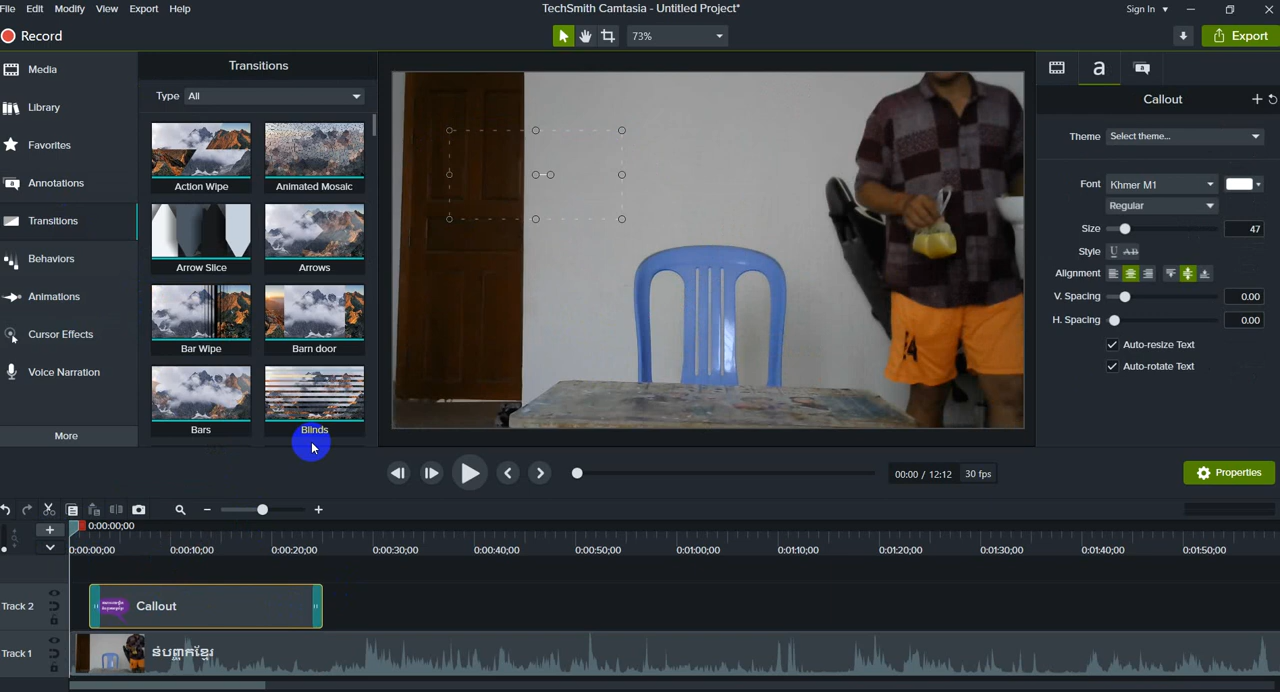 File Edit Modify View Export Help
TechSmith Camtasia - Untitled Project*
Sign In
Record
73%
Export
Media
Library
Favorites
Annotations
Transitions
Behaviors
Animations
Cursor Effects
Voice Narration
More
Transitions
Type All
Action Wipe
Animated Mosaic
Arrow Slice
Arrows
Bar Wipe
Barn door
Bars
Blinds
a
Callout
Theme Select theme...
Font Khmer M1
Regular
Size 47
Style U AB
Alignment
V. Spacing 0.00
H. Spacing 0.00
Auto-resize Text
Auto-rotate Text
00:00 / 12:12 30 fps
Properties
0:00:00;00
0:00:00;00 0:00:10;00 0:00:20;00 0:00:30;00 0:00:40;00 0:00:50;00 0:01:00;00 0:01:10;00 0:01:20;00 0:01:30;00 0:01:40;00 0:01:50;00
Track 2
Callout
Track 1